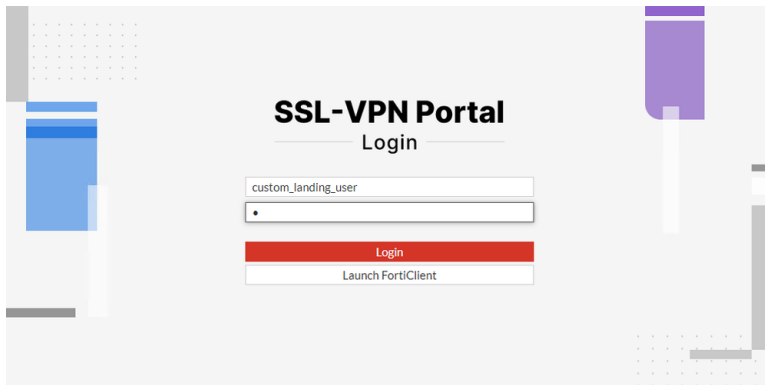 SSL-VPN Portal
Login
custom_landing_user
●
Login
Launch FortiClient